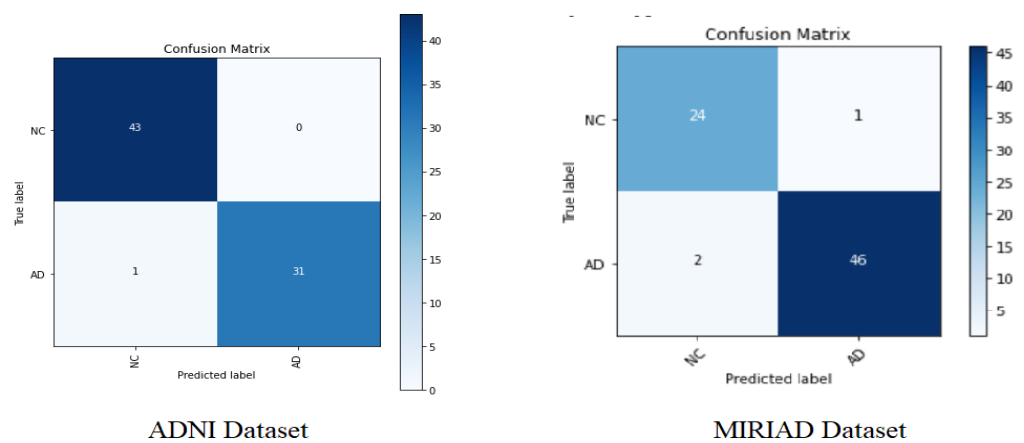 Confusion Matrix
NC
43
0
AD
1
31
NC
AD
True label
Predicted label
40
35
30
25
20
15
10
5
0
ADNI Dataset
Confusion Matrix
NC
24
1
AD
2
46
NC
AD
True label
Predicted label
45
40
35
30
25
20
15
10
5
MIRIAD Dataset